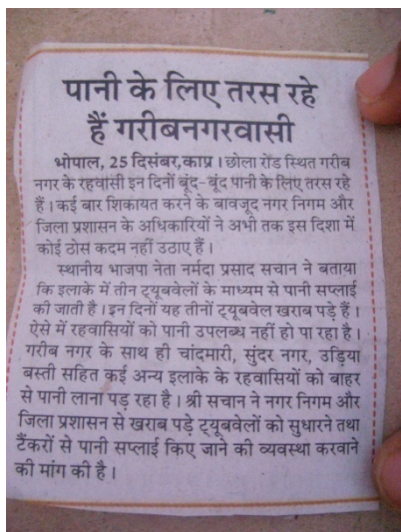 पानी के लिए तरस रहे
हैं गरीबनगरवासी
भोपाल, 25 दिसंबर,काप्र। छोला रोड स्थित गरीब
नगर के रहवासी इन दिनों बूंद-बूंद पानी के लिए तरस रहे
हैं। कई बार शिकायत करने के बावजूद नगर निगम और
जिला प्रशासन के अधिकारियों ने अभी तक इस दिशा में
कोई ठोस कदम नहीं उठाए हैं।
स्थानीय भाजपा नेता नर्मदा प्रसाद सचान ने बताया
कि इलाके में तीन ट्यूबवेलों के माध्यम से पानी सप्लाई
की जाती है। इन दिनों यह तीनों ट्यूबवेल खराब पड़े हैं।
ऐसे में रहवासियों को पानी उपलब्ध नहीं हो पा रहा है।
गरीब नगर के साथ ही चांदमारी, सुंदर नगर, उड़िया
बस्ती सहित कई अन्य इलाके के रहवासियों को बाहर
से पानी लाना पड़ रहा है। श्री सचान ने नगर निगम और
जिला प्रशासन से खराब पड़े ट्यूबवेलों को सुधारने तथा
टैंकरों से पानी सप्लाई किए जाने की व्यवस्था करवाने
की मांग की है।